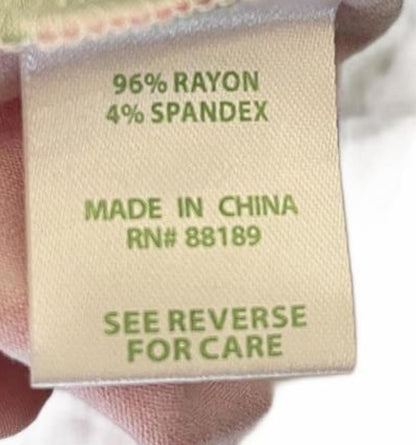 96% RAYON
4% SPANDEX
MADE IN CHINA
RN# 88189
SEE REVERSE
FOR CARE